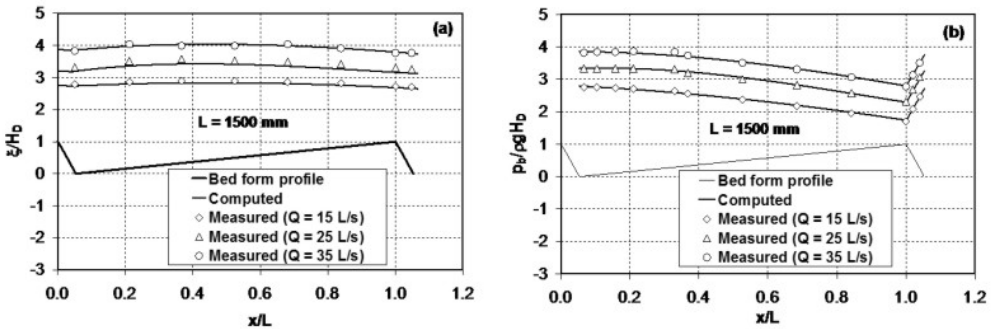 5
4
3
2
1
0
-1
-2
-3
ξ/H_D
(a)
L = 1500 mm
Bed form profile
Computed
Measured (Q = 15 L/s)
Measured (Q = 25 L/s)
Measured (Q = 35 L/s)
0.0 0.2 0.4 0.6 0.8 1.0 1.2
x/L
5
4
3
2
1
0
-1
-2
-3
p_b/ρgH_D
(b)
L = 1500 mm
Bed form profile
Computed
Measured (Q = 15 L/s)
Measured (Q = 25 L/s)
Measured (Q = 35 L/s)
0.0 0.2 0.4 0.6 0.8 1.0 1.2
x/L